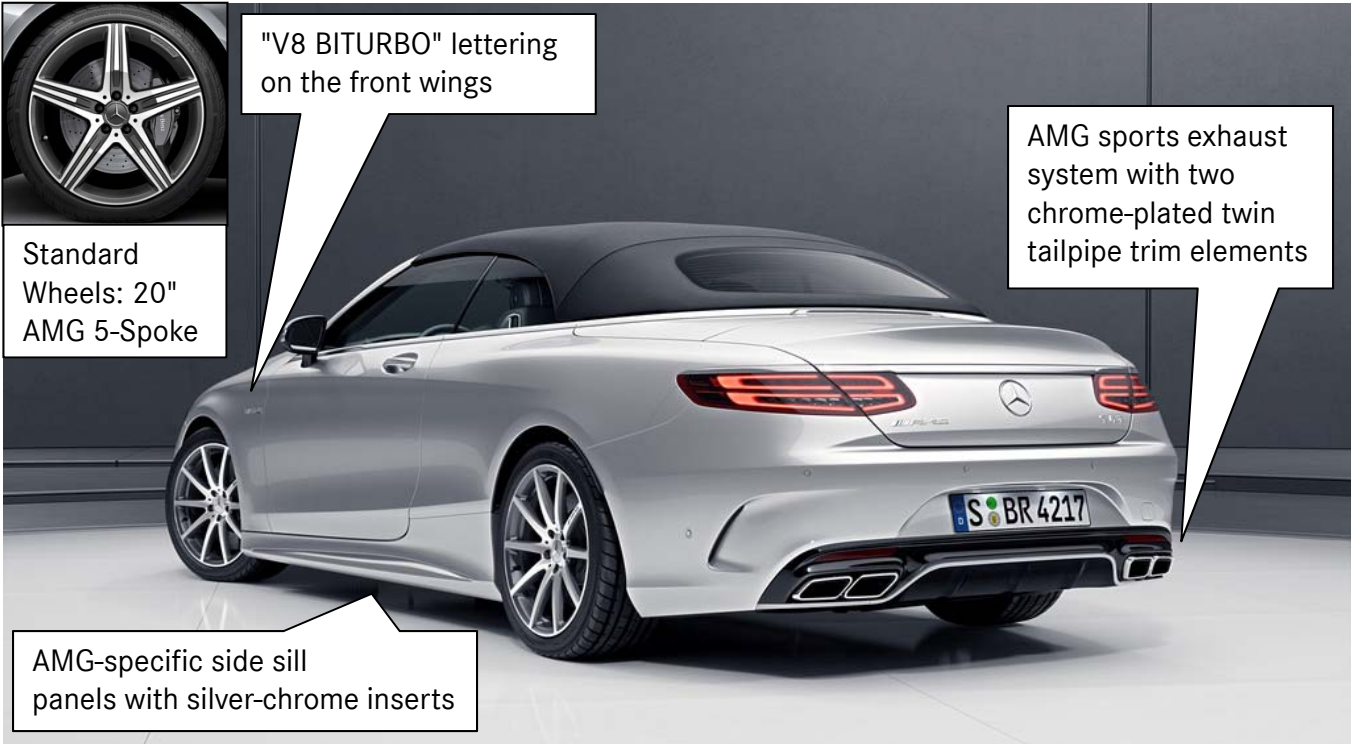 "V8 BITURBO" lettering
on the front wings
AMG sports exhaust
system with two
chrome-plated twin
tailpipe trim elements
Standard
Wheels: 20"
AMG 5-Spoke
AMG
S BR 4217
D
AMG-specific side sill
panels with silver-chrome inserts